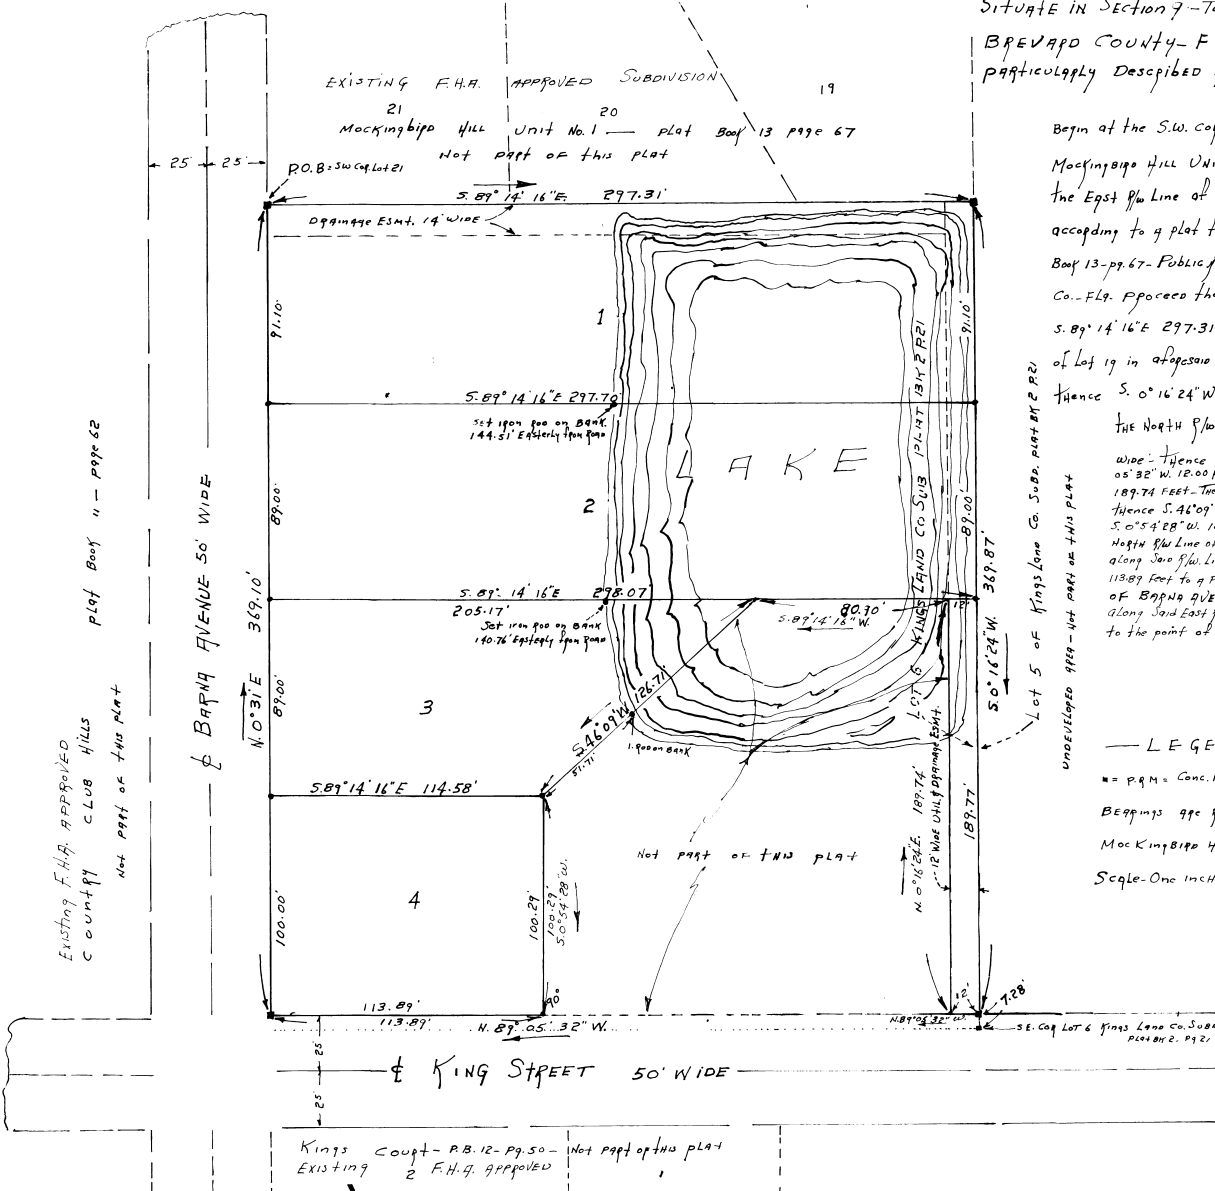 SITUATE IN SECTION 9 - T
BREVARD COUNTY - F
PARTICULARLY DESCRIBED
EXISTING F.H.A. APPROVED SUBDIVISION
19
21
20
MOCKINGBIRD HILL UNIT No. 1 — PLAT BOOK 13 PAGE 67
NOT PART OF THIS PLAT
25' 25'
P.O.B = SW COR. LOT 21
S. 89° 14' 16" E. 297.31'
DRAINAGE ESMT. 14' WIDE
Begin at the S.W. COR
MOCKINGBIRD HILL UNI
the EAST R/W LINE of
according to a plat
BOOK 13-pg. 67- PUBLIC
CO.-FLA. PROCEED the
S. 89° 14' 16" E 297.31
of Lot 19 in aforesaid
thence S. 0° 16' 24" W
THE NORTH R/W
WIDE - THENCE
05' 32" W. 12.00
189.74 FEET - THE
thence S. 46° 09'
S. 0° 54' 28" W. 1
NORTH R/W LINE OF
along SAID R/W. LI
113.89 Feet to a P
OF BARNA AVE
along said East
to the point of
91.10'
1
91.10'
S. 89° 14' 16" E 297.70'
Set iron ROD on BANK
144.51' Easterly from ROAD
LAKE
2
89.00'
89.00'
369.87'
S. 0° 16' 24" W.
KINGS LAND CO SUB PLAT BK 2 P. 21
LOT 6
LOT 5 OF KINGS LAND CO. SUBD. PLAT BK 2 P. 21
UNDEVELOPED AREA - NOT PART OF THIS PLAT
S. 89° 14' 16" E 298.07'
205.17'
Set iron ROD on BANK
140.76' Easterly from ROAD
80.70'
S. 89° 14' 16" W.
12'
PLAT BOOK 11 - PAGE 62
EXISTING F.H.A. APPROVED
COUNTRY CLUB HILLS
NOT PART OF THIS PLAT
℄ BARNA AVENUE 50' WIDE
N. 0° 31' E 369.10'
89.00'
3
S. 46° 09' W. 126.71'
51.71'
1. ROD ON BANK
S. 89° 14' 16" E 114.58'
N. 0° 16' 24" E. 189.74'
12' WIDE UTIL & DRAINAGE ESMT.
189.77'
— LEGE
■ = P.R.M = CONC.
BEARINGS ARE
MOCKINGBIRD H
SCALE - ONE INCH
NOT PART OF THIS PLAT
4
100.00'
100.29'
100.29'
S. 0° 54' 28" W.
90°
113.89'
113.89' N. 89° 05' 32" W.
N. 89° 05' 32" W.
12'
7.28'
S.E. COR LOT 6 KINGS LAND CO. SUBD
PLAT BK 2. Pg 21
25'
25'
℄ KING STREET 50' WIDE
KINGS COURT - P.B. 12 - Pg. 50 - NOT PART OF THIS PLAT
EXISTING 2 F.H.A. APPROVED
1